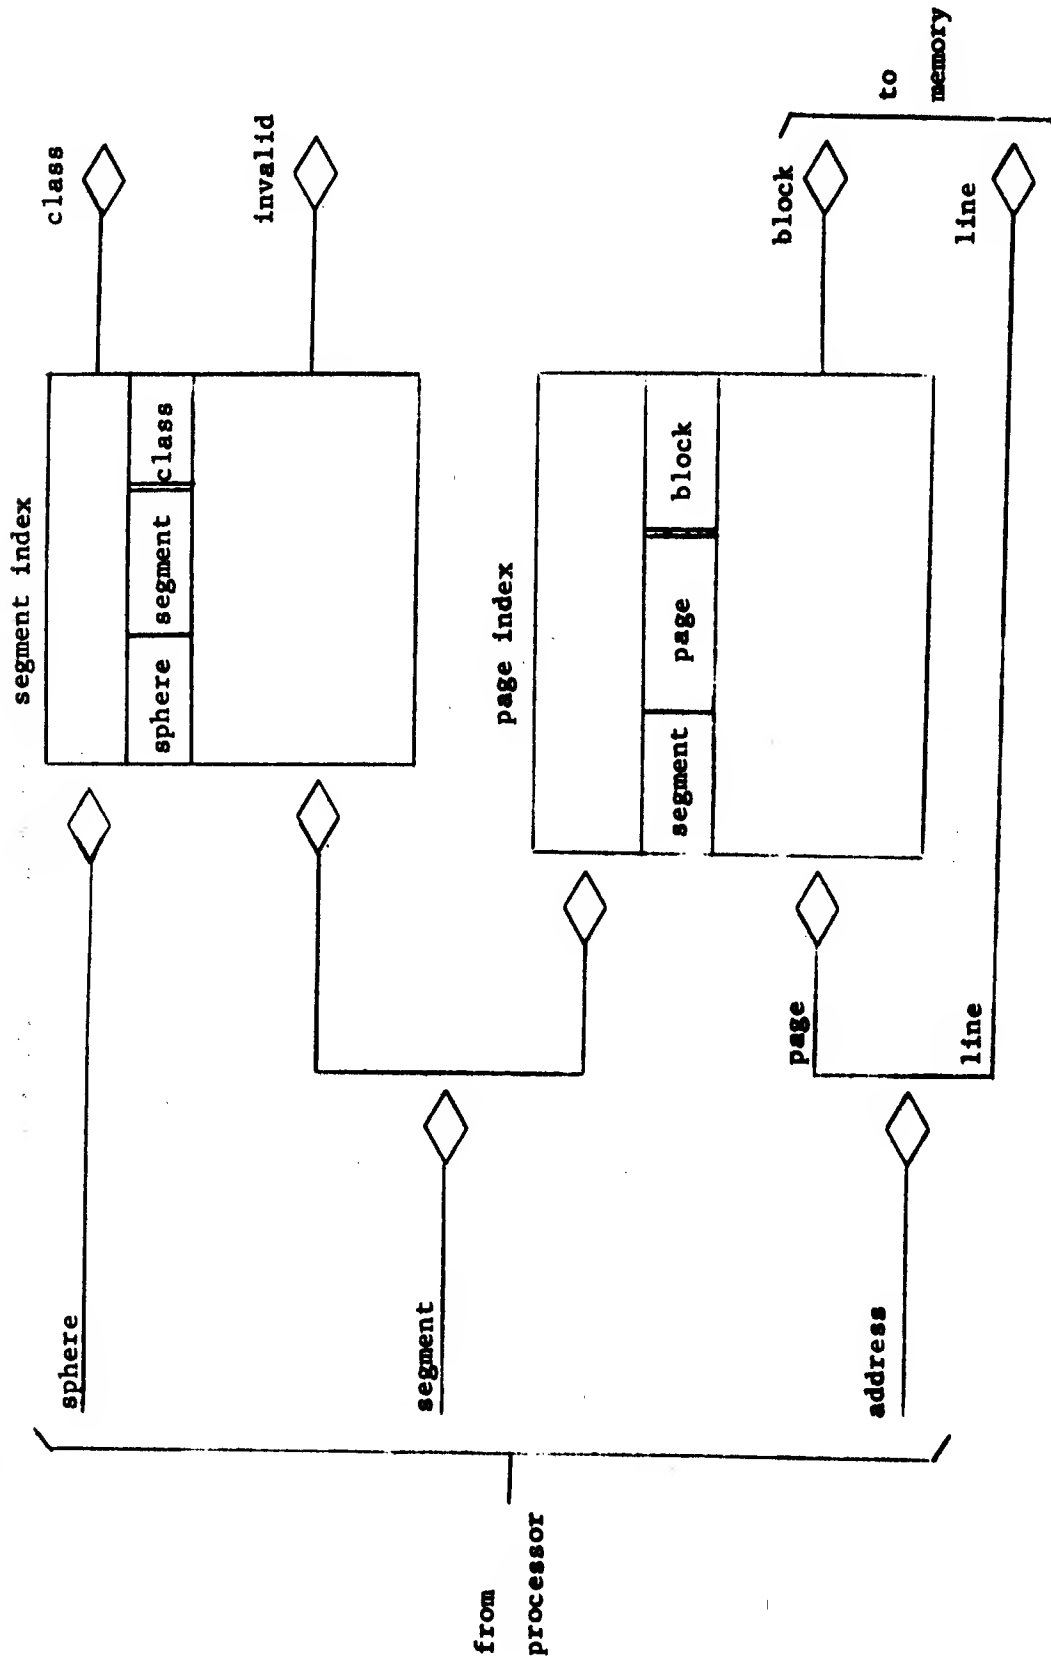 segment index
class
sphere
sphere segment class
invalid
from
processor
segment
page index
segment page block
block
to
memory
page
address
line
line